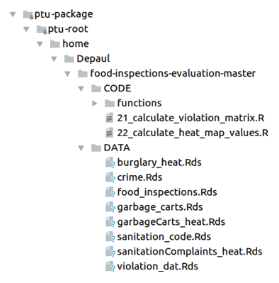 ptu-package
ptu-root
home
Depaul
food-inspections-evaluation-master
CODE
functions
21_calculate_violation_matrix.R
22_calculate_heat_map_values.R
DATA
burglary_heat.Rds
crime.Rds
food_inspections.Rds
garbage_carts.Rds
garbageCarts_heat.Rds
sanitation_code.Rds
sanitationComplaints_heat.Rds
violation_dat.Rds